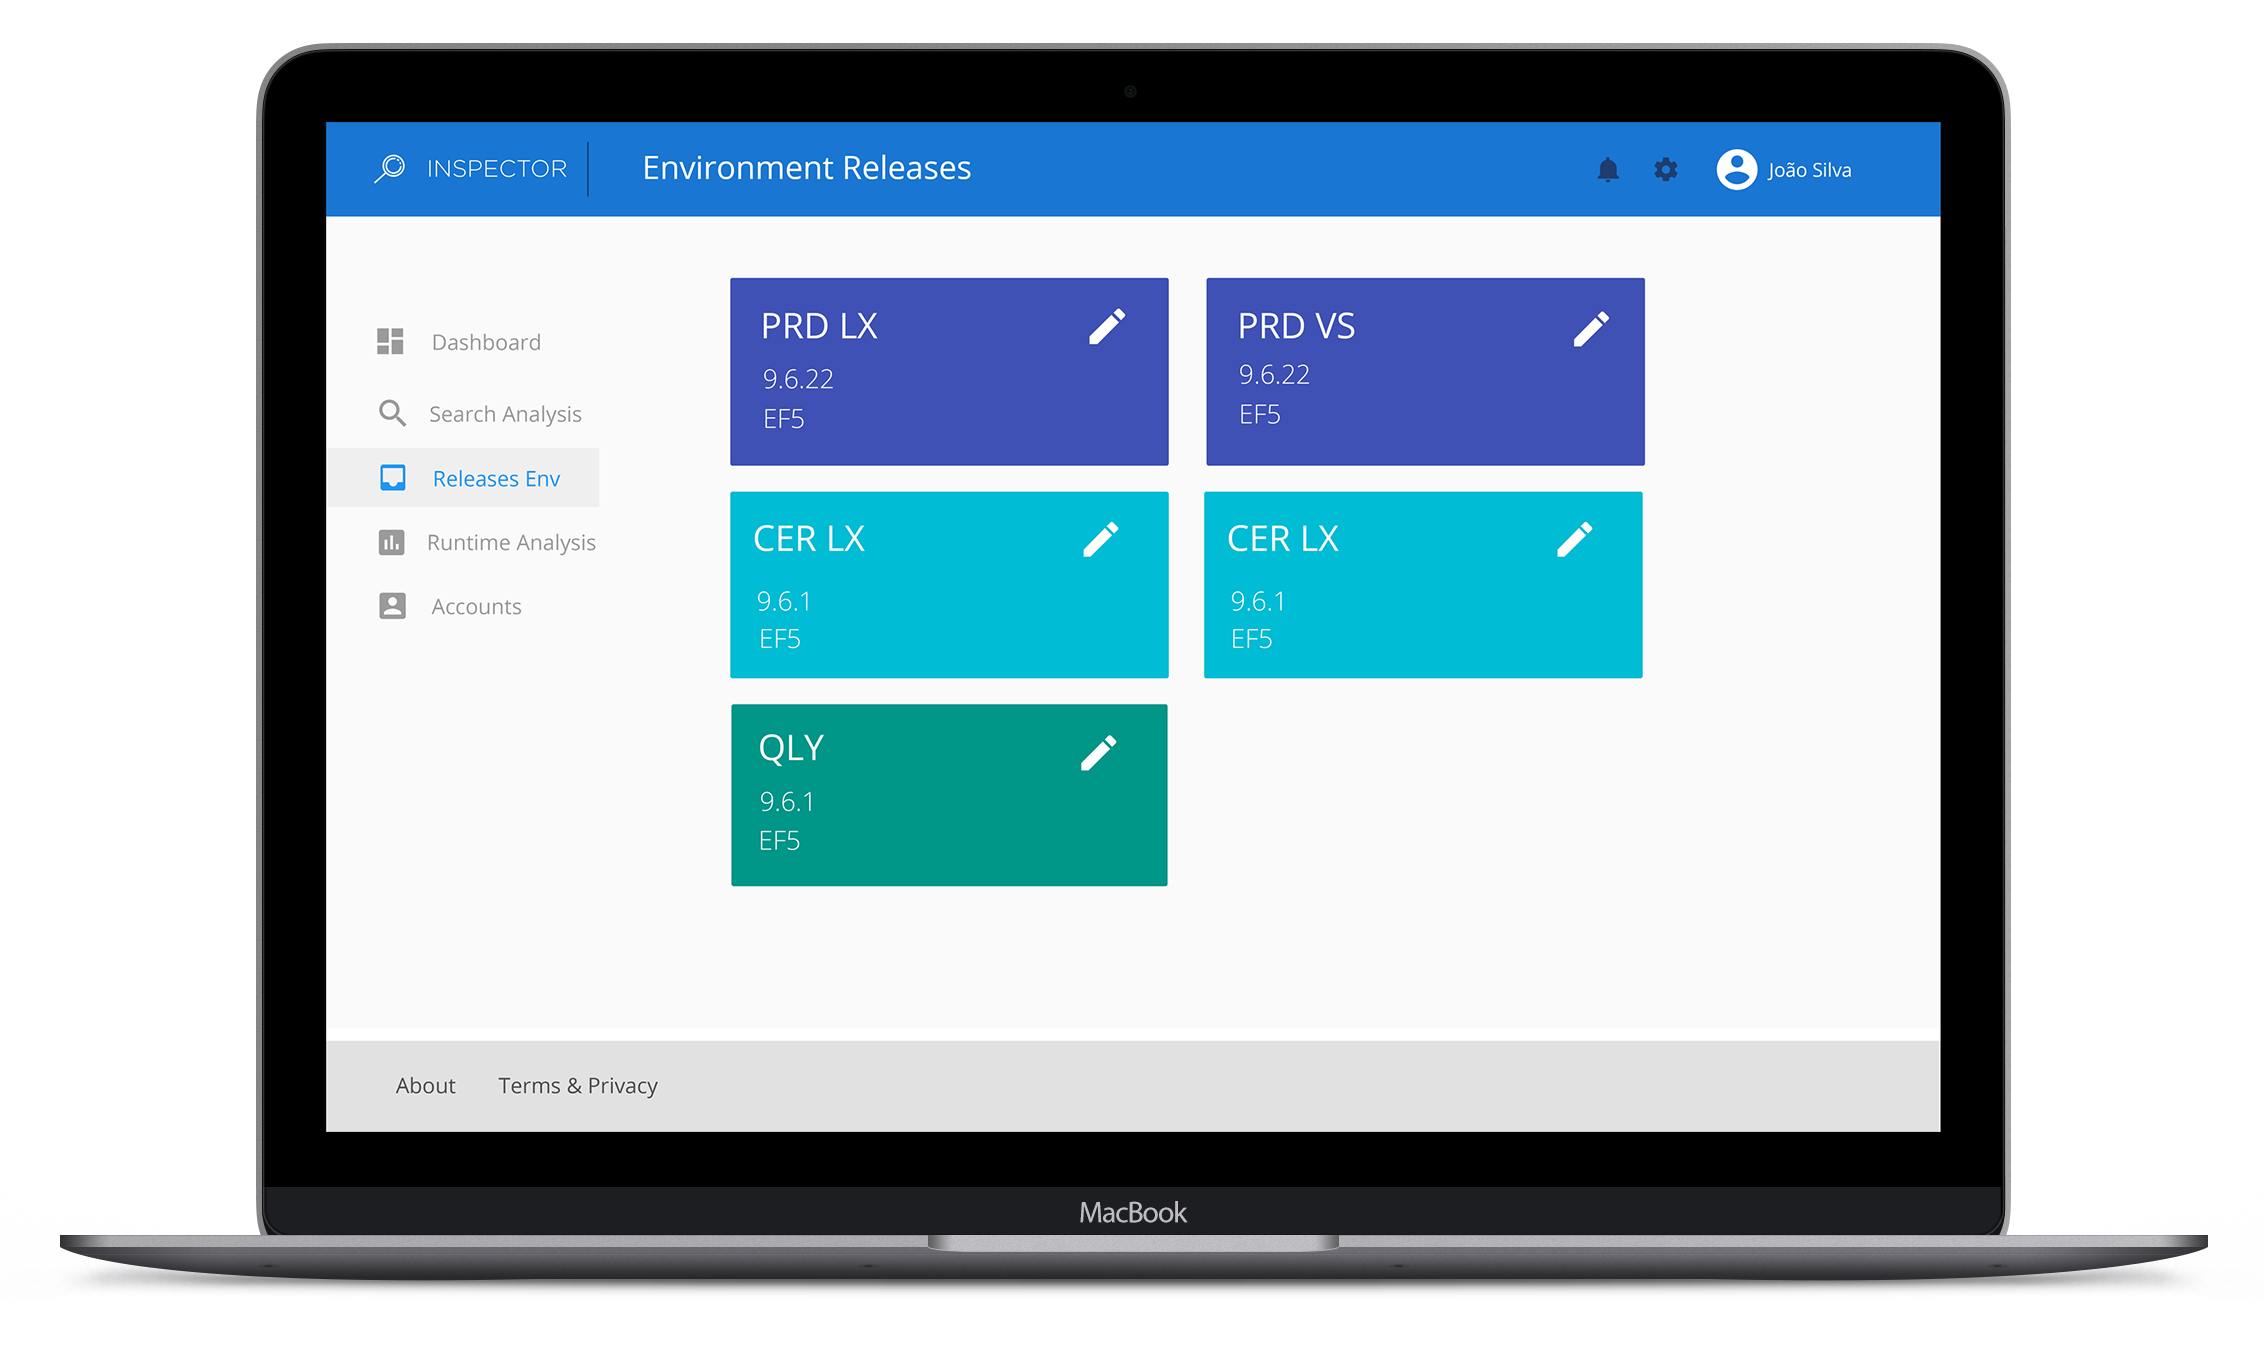 INSPECTOR
Environment Releases
João Silva
Dashboard
Search Analysis
Releases Env
Runtime Analysis
Accounts
PRD LX
9.6.22
EF5
PRD VS
9.6.22
EF5
CER LX
9.6.1
EF5
CER LX
9.6.1
EF5
QLY
9.6.1
EF5
About
Terms & Privacy
MacBook